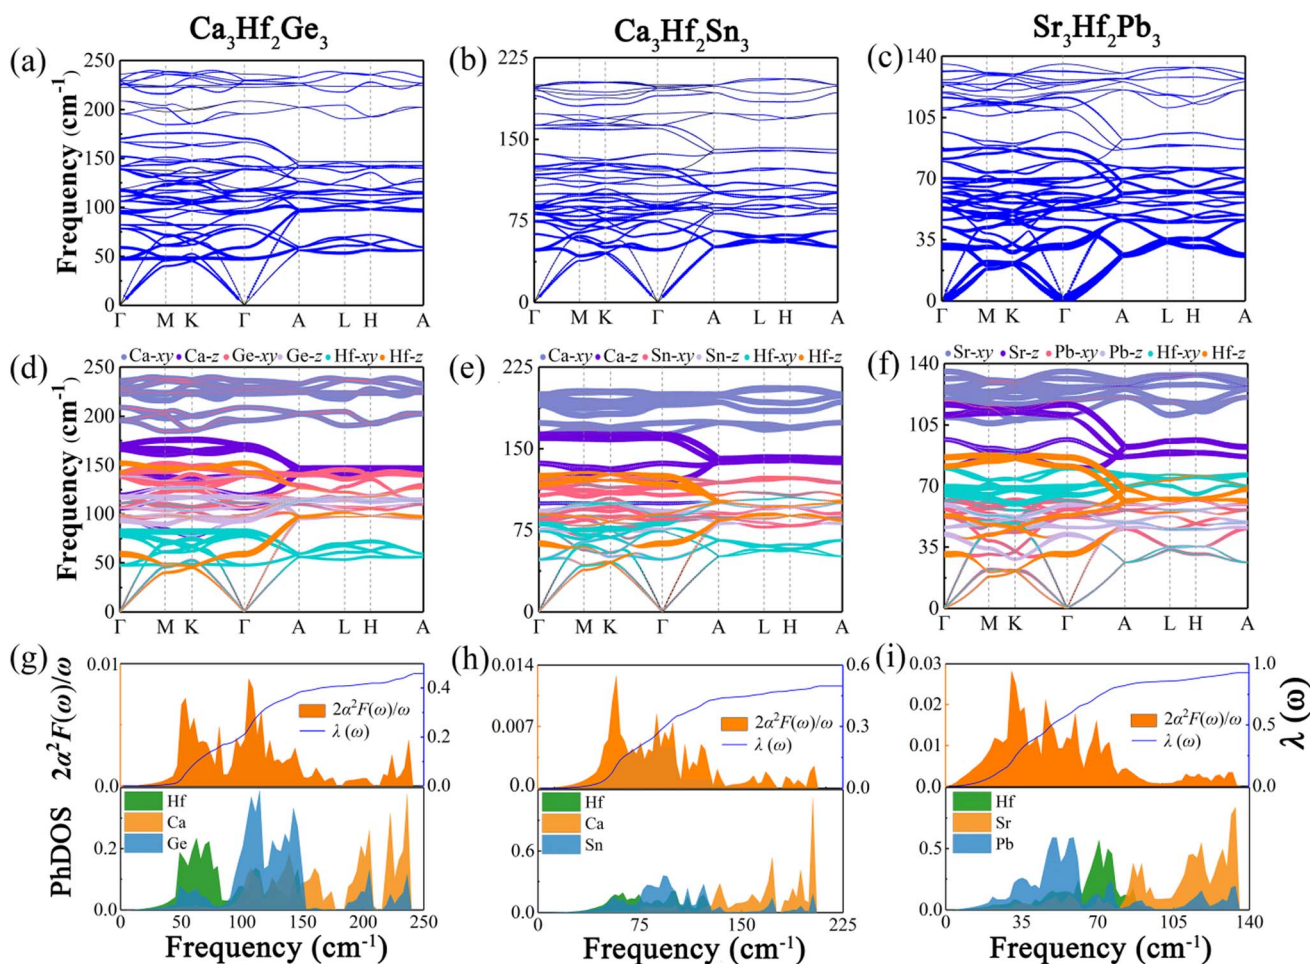 Ca3Hf2Ge3
Ca3Hf2Sn3
Sr3Hf2Pb3
(a)
Frequency (cm-1)
250
200
150
100
50
0
Γ M K Γ A L H A
(b)
225
150
75
0
Γ M K Γ A L H A
(c)
140
105
70
35
0
Γ M K Γ A L H A
Ca-xy Ca-z Ge-xy Ge-z Hf-xy Hf-z
(d)
Frequency (cm-1)
250
200
150
100
50
0
Γ M K Γ A L H A
Ca-xy Ca-z Sn-xy Sn-z Hf-xy Hf-z
(e)
225
150
75
0
Γ M K Γ A L H A
Sr-xy Sr-z Pb-xy Pb-z Hf-xy Hf-z
(f)
140
105
70
35
0
Γ M K Γ A L H A
(g)
2α2F(ω)/ω
0.01
0.00
2α2F(ω)/ω
λ (ω)
0.4
0.2
0.0
PhDOS
0.2
0.0
Hf
Ca
Ge
0 50 100 150 200 250
Frequency (cm-1)
(h)
0.014
0.007
0.000
2α2F(ω)/ω
λ (ω)
0.6
0.3
0.0
0.6
0.0
Hf
Ca
Sn
0 75 150 225
Frequency (cm-1)
(i)
0.03
0.02
0.01
0.00
2α2F(ω)/ω
λ (ω)
1.0
0.5
0.0
λ (ω)
0.5
0.0
Hf
Sr
Pb
0 35 70 105 140
Frequency (cm-1)